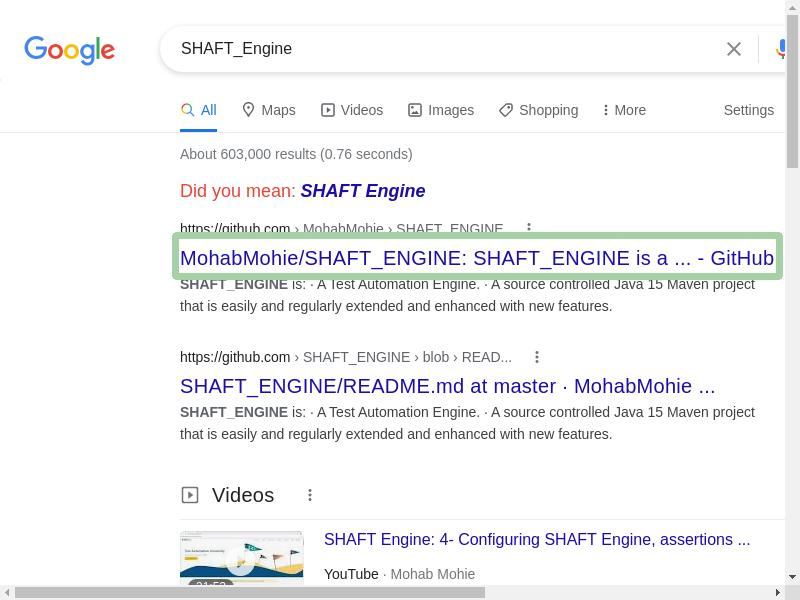 Google
SHAFT_Engine
All Maps Videos Images Shopping More Settings
About 603,000 results (0.76 seconds)
Did you mean: SHAFT Engine
https://github.com › MohabMohie › SHAFT_ENGINE
MohabMohie/SHAFT_ENGINE: SHAFT_ENGINE is a ... - GitHub
SHAFT_ENGINE is: · A Test Automation Engine. · A source controlled Java 15 Maven project
that is easily and regularly extended and enhanced with new features.
https://github.com › SHAFT_ENGINE › blob › READ...
SHAFT_ENGINE/README.md at master · MohabMohie ...
SHAFT_ENGINE is: · A Test Automation Engine. · A source controlled Java 15 Maven project
that is easily and regularly extended and enhanced with new features.
Videos
SHAFT Engine: 4- Configuring SHAFT Engine, assertions ...
YouTube · Mohab Mohie